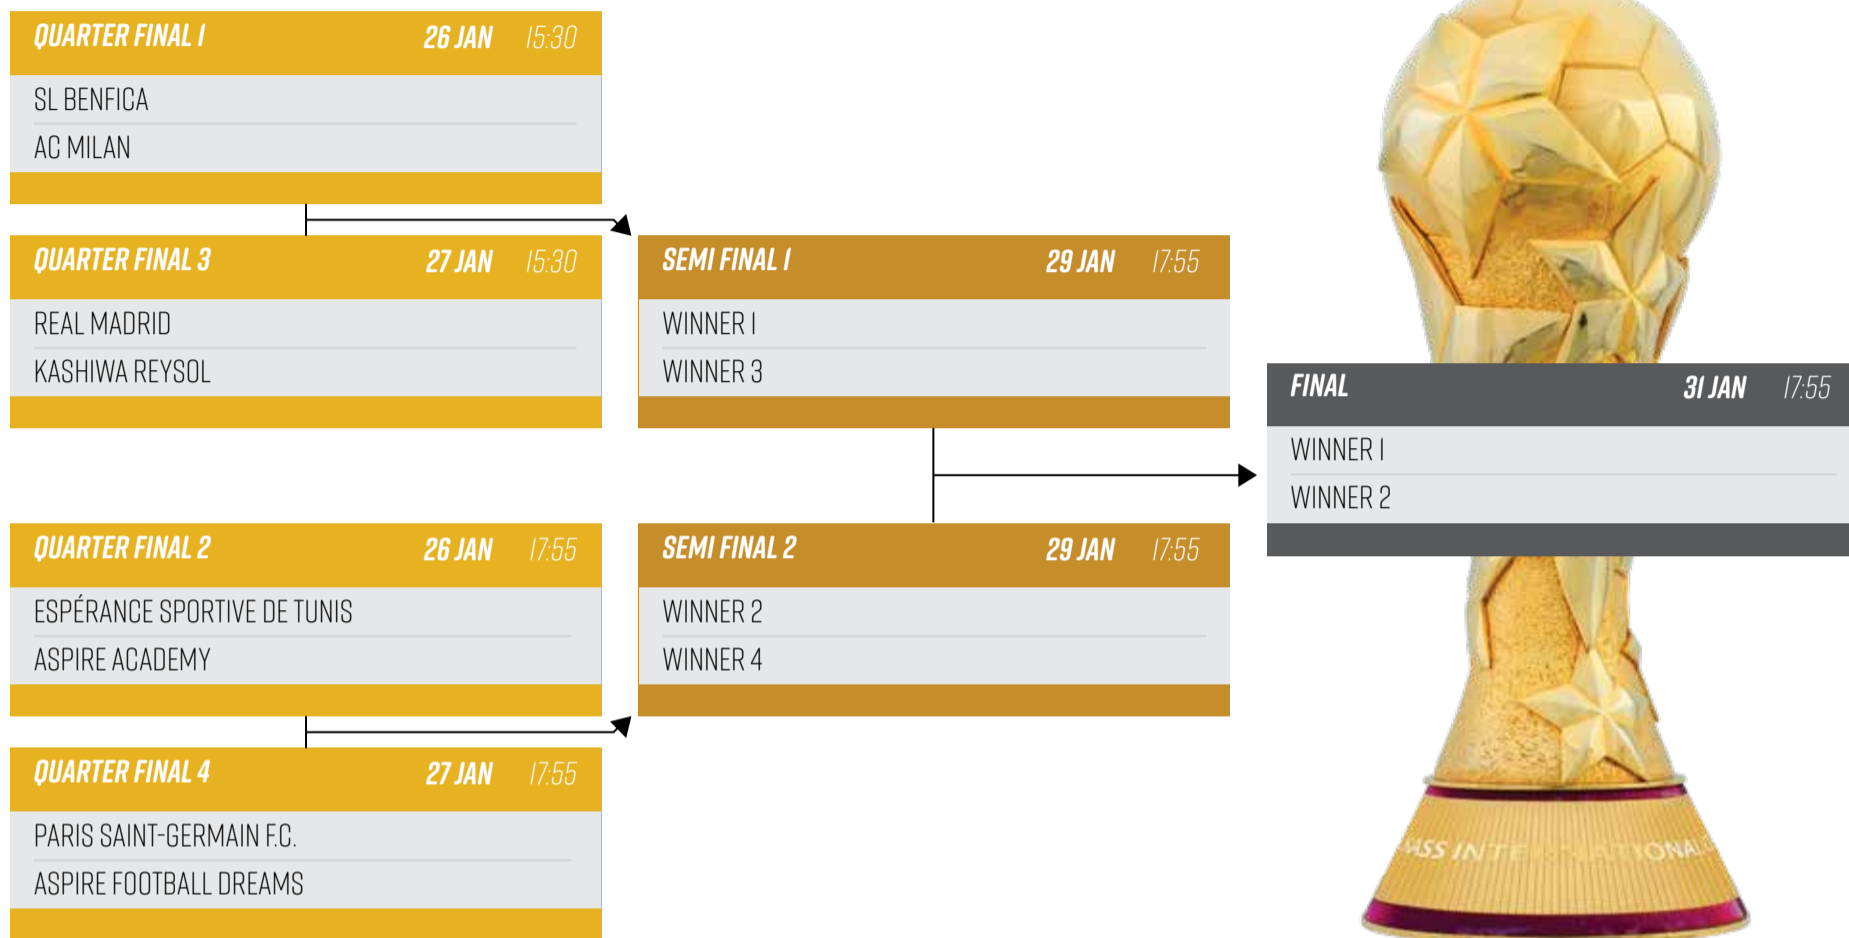 QUARTER FINAL 1 26 JAN 15:30
SL BENFICA
AC MILAN
QUARTER FINAL 3 27 JAN 15:30
REAL MADRID
KASHIWA REYSOL
SEMI FINAL 1 29 JAN 17:55
WINNER 1
WINNER 3
FINAL 31 JAN 17:55
WINNER 1
WINNER 2
QUARTER FINAL 2 26 JAN 17:55
ESPÉRANCE SPORTIVE DE TUNIS
ASPIRE ACADEMY
SEMI FINAL 2 29 JAN 17:55
WINNER 2
WINNER 4
QUARTER FINAL 4 27 JAN 17:55
PARIS SAINT-GERMAIN F.C.
ASPIRE FOOTBALL DREAMS